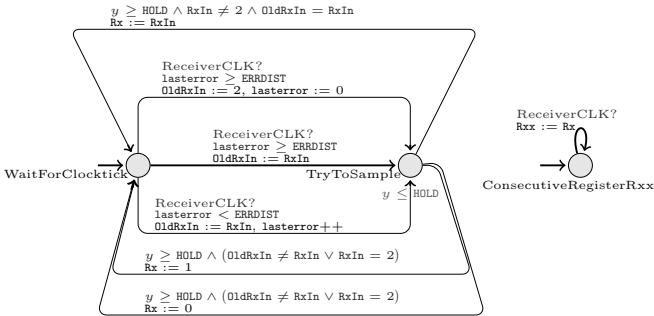 y ≥ HOLD ∧ RxIn ≠ 2 ∧ OldRxIn = RxIn
Rx := RxIn
ReceiverCLK?
lasterror ≥ ERRDIST
OldRxIn := 2, lasterror := 0
ReceiverCLK?
lasterror ≥ ERRDIST
OldRxIn := RxIn
WaitForClocktick
TryToSample
y ≤ HOLD
ReceiverCLK?
lasterror < ERRDIST
OldRxIn := RxIn, lasterror++
y ≥ HOLD ∧ (OldRxIn ≠ RxIn ∨ RxIn = 2)
Rx := 1
y ≥ HOLD ∧ (OldRxIn ≠ RxIn ∨ RxIn = 2)
Rx := 0
ReceiverCLK?
Rxx := Rx
ConsecutiveRegisterRxx